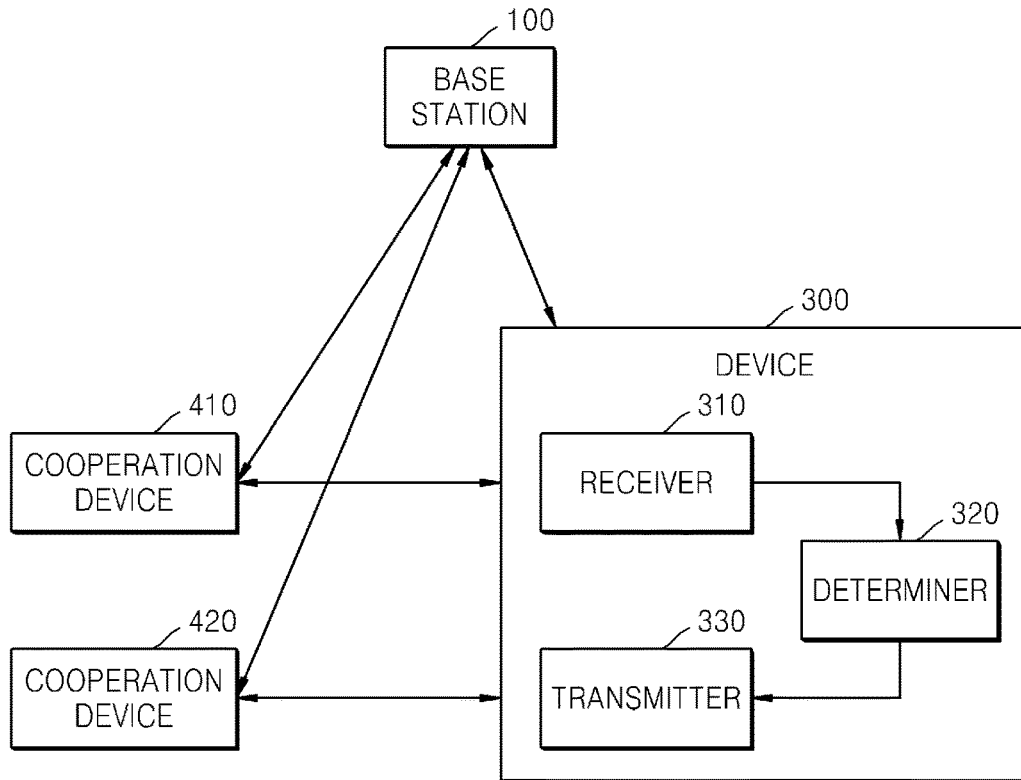 100
BASE
STATION
300
DEVICE
410
COOPERATION
DEVICE
310
RECEIVER
320
DETERMINER
420
COOPERATION
DEVICE
330
TRANSMITTER